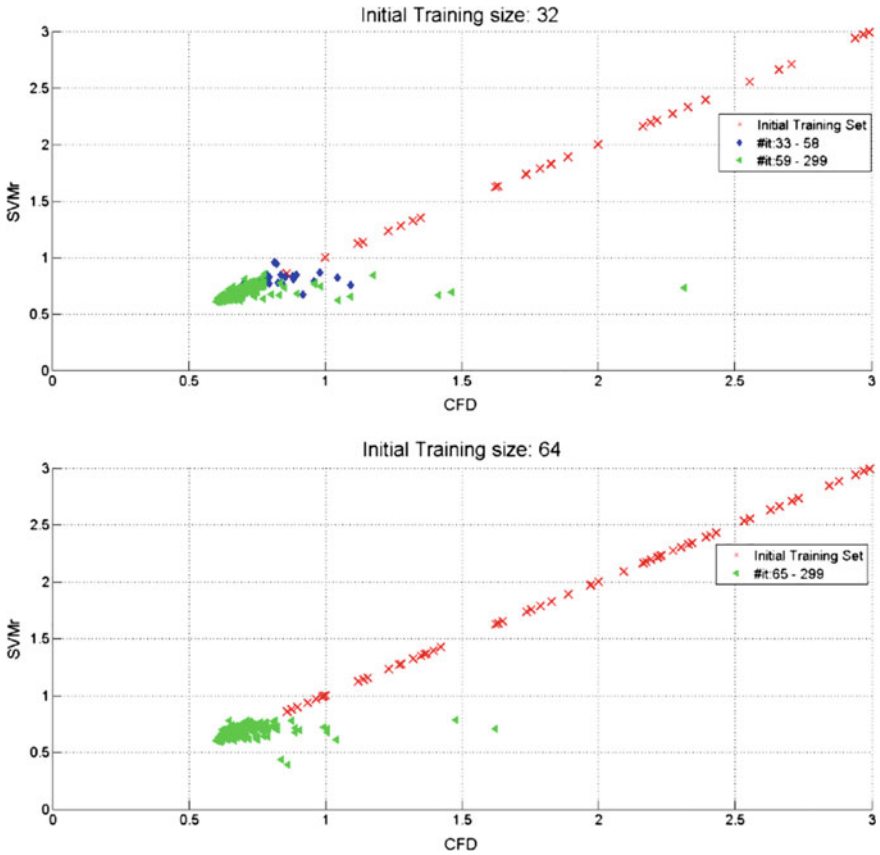 Initial Training size: 32
3
2.5
2
1.5
1
0.5
0
SVMr
Initial Training Set
#it:33 - 58
#it:59 - 299
0 0.5 1 1.5 2 2.5 3
CFD
Initial Training size: 64
3
2.5
2
1.5
1
0.5
0
SVMr
Initial Training Set
#it:65 - 299
0 0.5 1 1.5 2 2.5 3
CFD